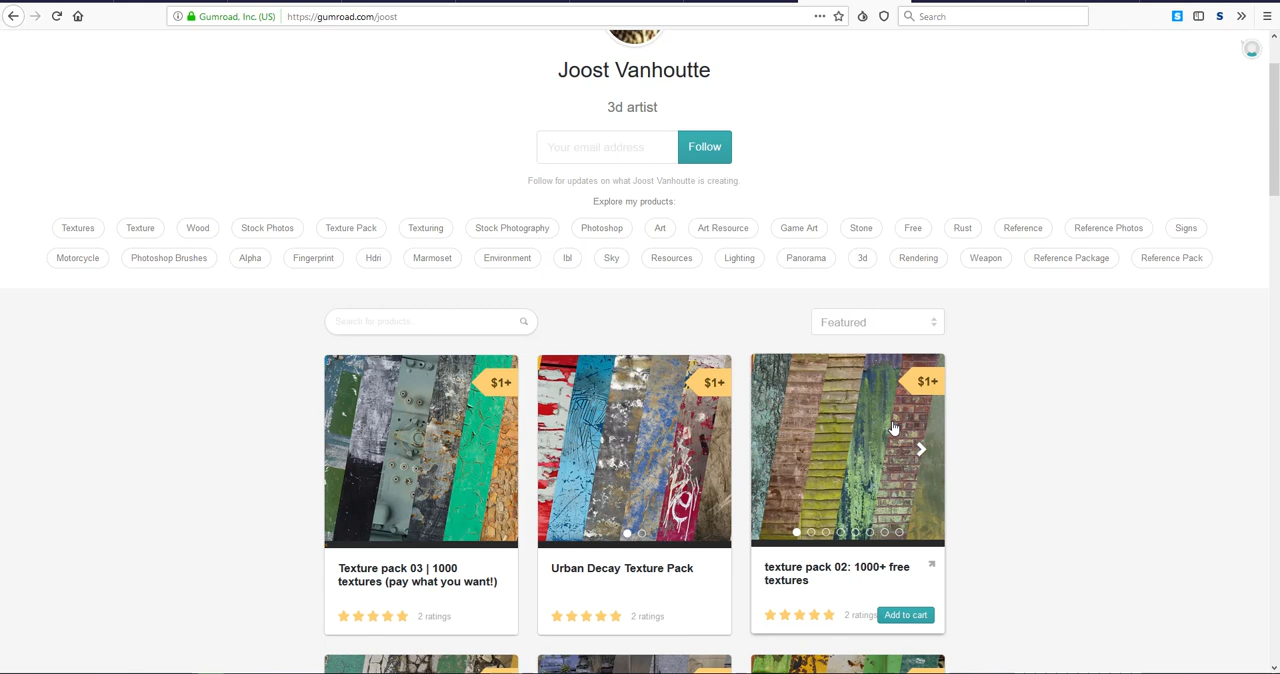 Gumroad, Inc. (US) https://gumroad.com/joost
Search
Joost Vanhoutte
3d artist
Your email address Follow
Follow for updates on what Joost Vanhoutte is creating.
Explore my products:
Textures Texture Wood Stock Photos Texture Pack Texturing Stock Photography Photoshop Art Art Resource Game Art Stone Free Rust Reference Reference Photos Signs
Motorcycle Photoshop Brushes Alpha Fingerprint Hdri Marmoset Environment Ibl Sky Resources Lighting Panorama 3d Rendering Weapon Reference Package Reference Pack
Search for products... Featured
$1+ $1+ $1+
Texture pack 03 | 1000
textures (pay what you want!)
2 ratings
Urban Decay Texture Pack
2 ratings
texture pack 02: 1000+ free
textures
2 ratings Add to cart